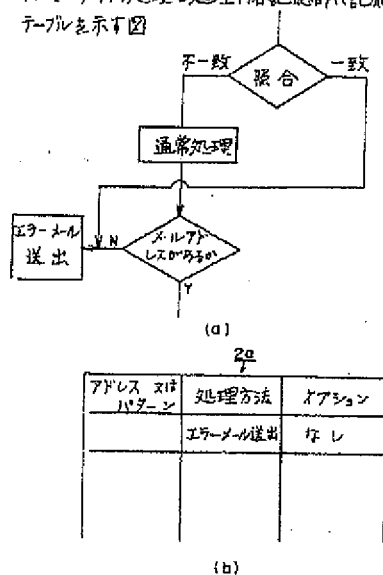 テーブルを示す図
不一致
一致
照合
通常処理
エラーメール
送出
N
メールアド
レスがあるか
Y
(a)
2a
アドレス又は
パターン
処理方法
オプション
エラーメール送出
なし
(b)